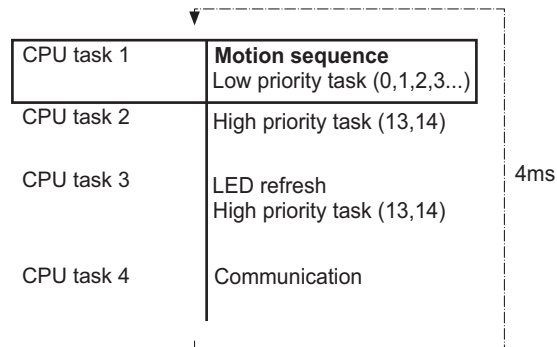 CPU task 1 Motion sequence
Low priority task (0,1,2,3...)
CPU task 2 High priority task (13,14)
CPU task 3 LED refresh
High priority task (13,14)
4ms
CPU task 4 Communication